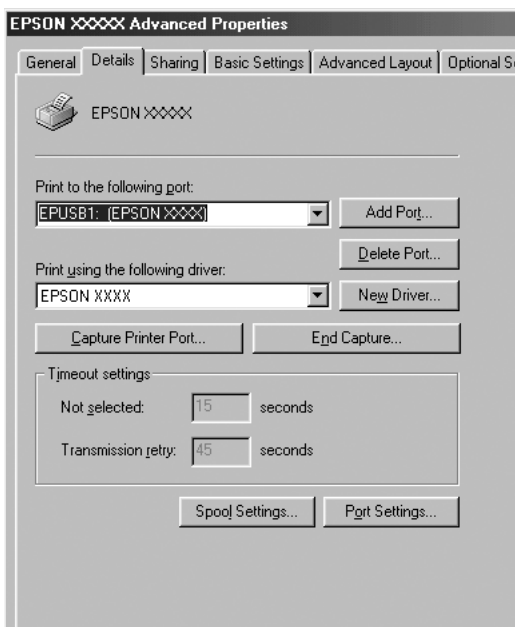 EPSON XXXXX Advanced Properties
General Details Sharing Basic Settings Advanced Layout Optional S
EPSON XXXXX
Print to the following port:
EPUSB1: (EPSON XXXX) Add Port...
Delete Port...
Print using the following driver:
EPSON XXXX New Driver...
Capture Printer Port... End Capture...
Timeout settings
Not selected: 15 seconds
Transmission retry: 45 seconds
Spool Settings... Port Settings...